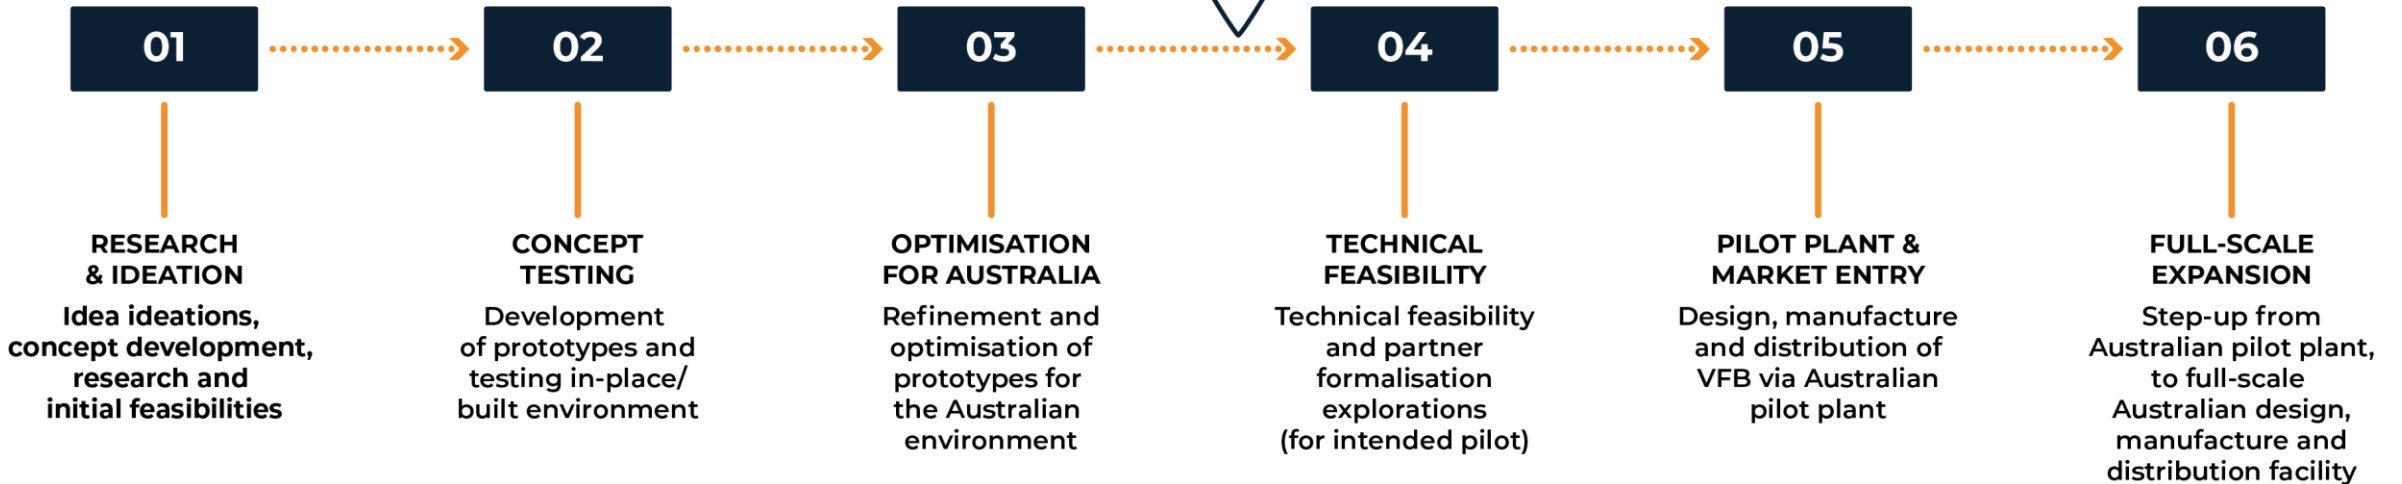 01
02
03
04
05
06
RESEARCH
& IDEATION
Idea ideations,
concept development,
research and
initial feasibilities
CONCEPT
TESTING
Development
of prototypes and
testing in-place/
built environment
OPTIMISATION
FOR AUSTRALIA
Refinement and
optimisation of
prototypes for
the Australian
environment
TECHNICAL
FEASIBILITY
Technical feasibility
and partner
formalisation
explorations
(for intended pilot)
PILOT PLANT &
MARKET ENTRY
Design, manufacture
and distribution of
VFB via Australian
pilot plant
FULL-SCALE
EXPANSION
Step-up from
Australian pilot plant,
to full-scale
Australian design,
manufacture and
distribution facility